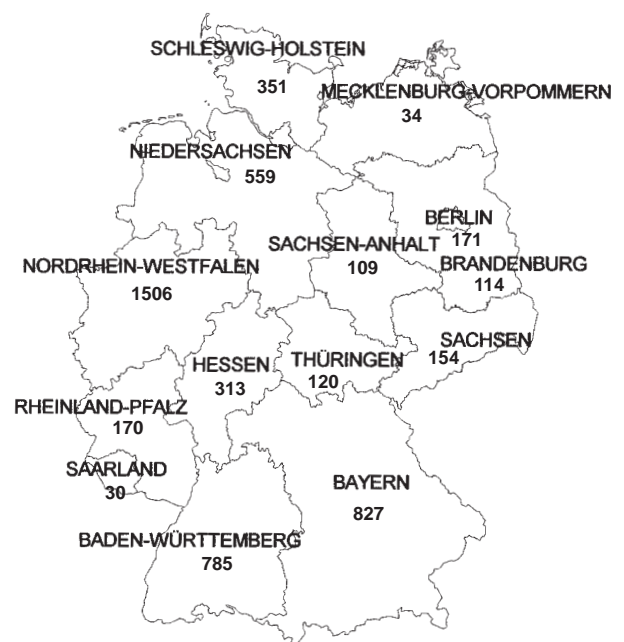 SCHLESWIG-HOLSTEIN
351
MECKLENBURG-VORPOMMERN
34
NIEDERSACHSEN
559
BERLIN
171
SACHSEN-ANHALT
109
BRANDENBURG
114
NORDRHEIN-WESTFALEN
1506
SACHSEN
154
HESSEN
313
THÜRINGEN
120
RHEINLAND-PFALZ
170
SAARLAND
30
BAYERN
827
BADEN-WÜRTTEMBERG
785